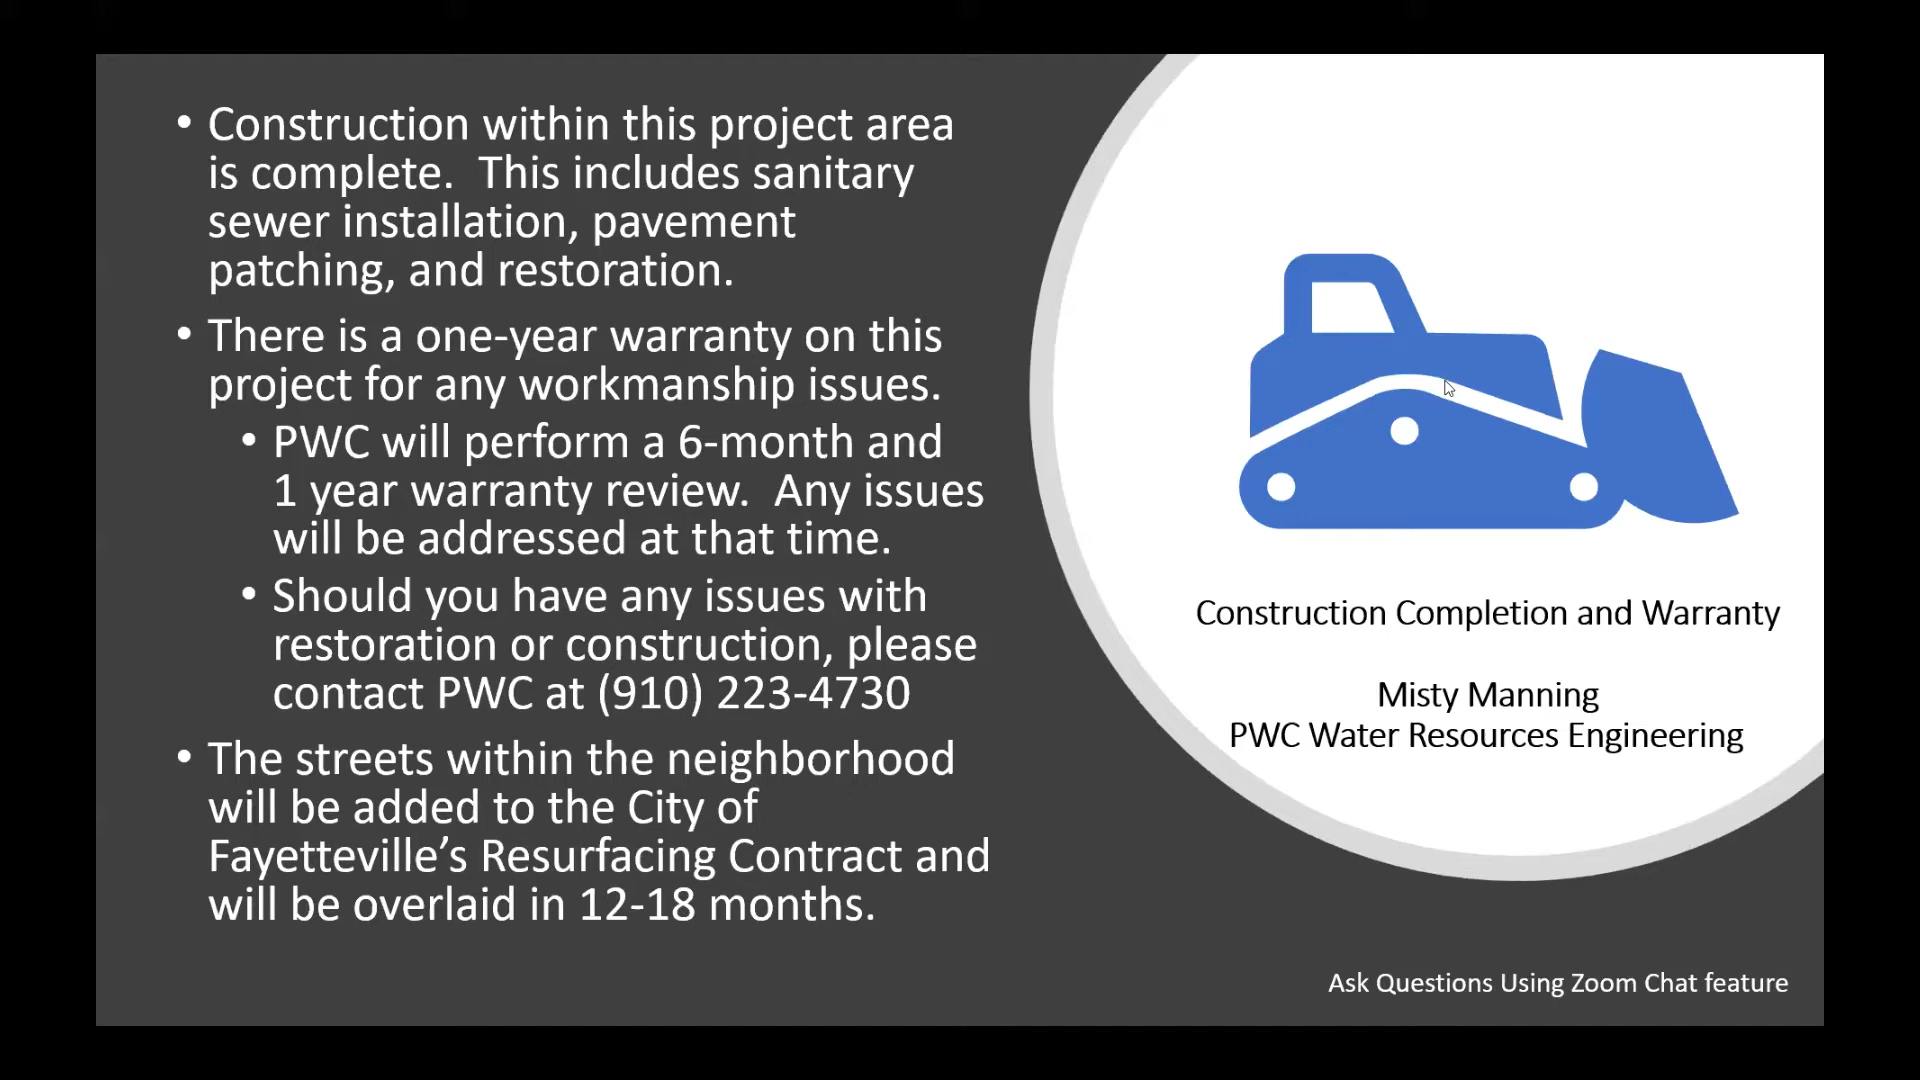 • Construction within this project area
is complete.  This includes sanitary
sewer installation, pavement
patching, and restoration.
• There is a one-year warranty on this
project for any workmanship issues.
• PWC will perform a 6-month and
1 year warranty review.  Any issues
will be addressed at that time.
• Should you have any issues with
restoration or construction, please
contact PWC at (910) 223-4730
• The streets within the neighborhood
will be added to the City of
Fayetteville’s Resurfacing Contract and
will be overlaid in 12-18 months.
Construction Completion and Warranty
Misty Manning
PWC Water Resources Engineering
Ask Questions Using Zoom Chat feature